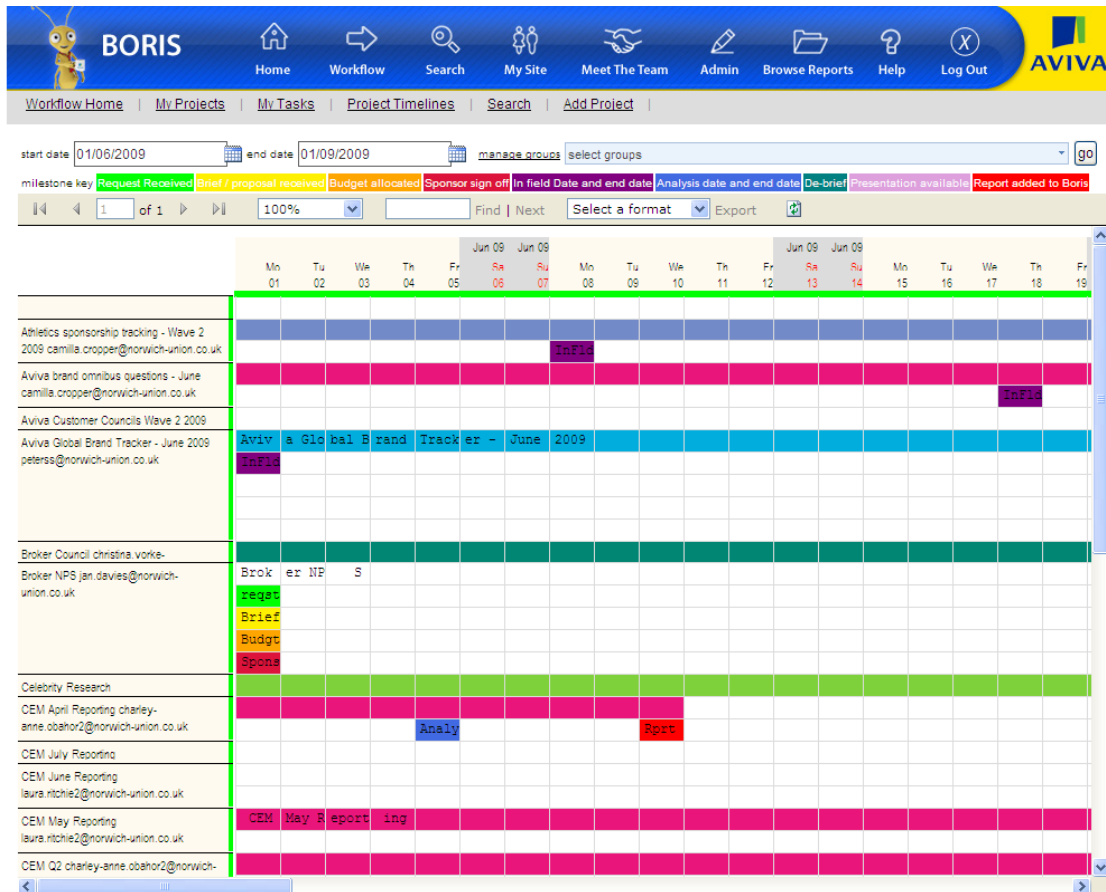 BORIS
Home Workflow Search My Site Meet The Team Admin Browse Reports Help Log Out
AVIVA
Workflow Home | My Projects | My Tasks | Project Timelines | Search | Add Project |
start date 01/06/2009 end date 01/09/2009 manage groups select groups go
milestone key Request Received Brief / proposal received Budget allocated Sponsor sign off In field Date and end date Analysis date and end date De-brief Presentation available Report added to Boris
1 of 1 100% Find | Next Select a format Export
Jun 09 Jun 09 Jun 09 Jun 09
Mo Tu We Th Fr Sa Su Mo Tu We Th Fr Sa Su Mo Tu We Th Fr
01 02 03 04 05 06 07 08 09 10 11 12 13 14 15 16 17 18 19
Athletics sponsorship tracking - Wave 2
2009 camilla.cropper@norwich-union.co.uk
InFld
Aviva brand omnibus questions - June
camilla.cropper@norwich-union.co.uk
InFld
Aviva Customer Councils Wave 2 2009
Aviva Global Brand Tracker - June 2009
peterss@norwich-union.co.uk
Aviv a Glo bal B rand Track er - June 2009
InFld
Broker Council christina.vorke-
Broker NPS jan.davies@norwich-
union.co.uk
Brok er NP S
reqst
Brief
Budgt
Spons
Celebrity Research
CEM April Reporting charley-
anne.obahor2@norwich-union.co.uk
Analy Rprt
CEM July Reporting
CEM June Reporting
laura.ritchie2@norwich-union.co.uk
CEM May Reporting
laura.ritchie2@norwich-union.co.uk
CEM May R eport ing
CEM Q2 charley-anne.obahor2@norwich-